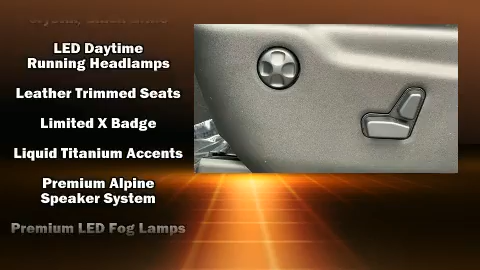 LED Daytime
Running Headlamps
Leather Trimmed Seats
Limited X Badge
Liquid Titanium Accents
Premium Alpine
Speaker System
Premium LED Fog Lamps